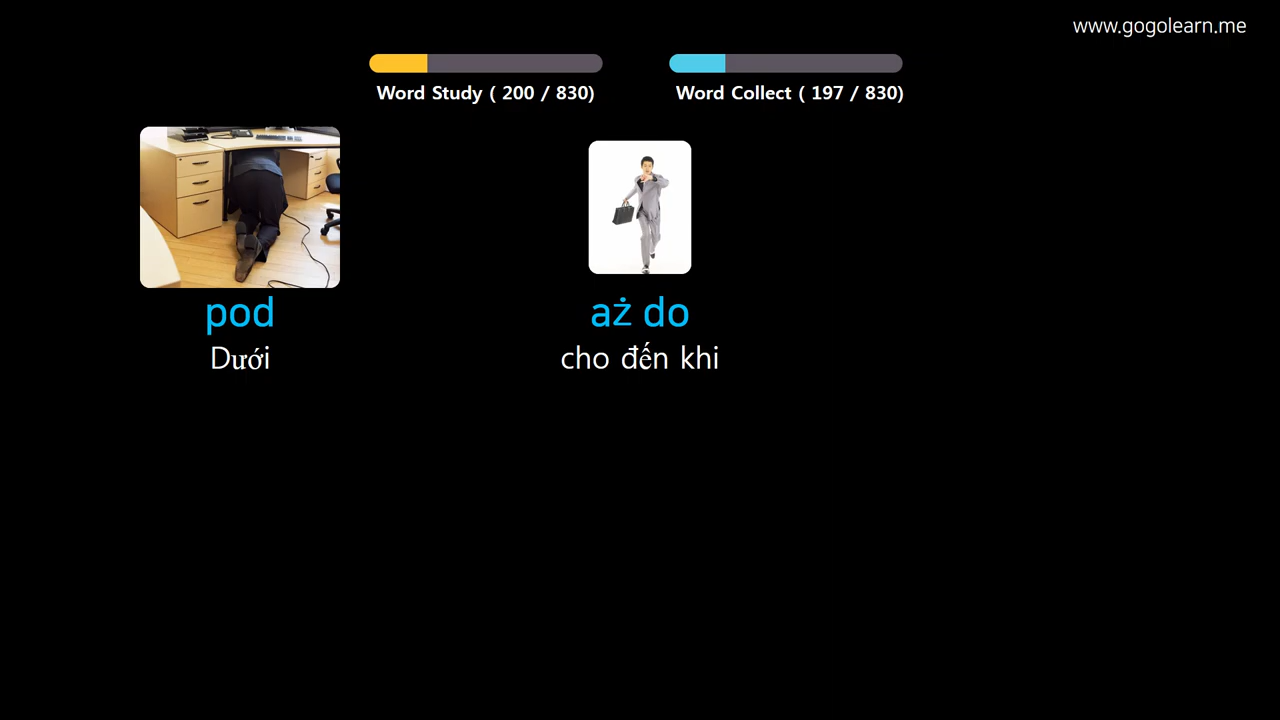 www.gogolearn.me
Word Study ( 200 / 830)
Word Collect ( 197 / 830)
pod
aż do
Dưới
cho đến khi